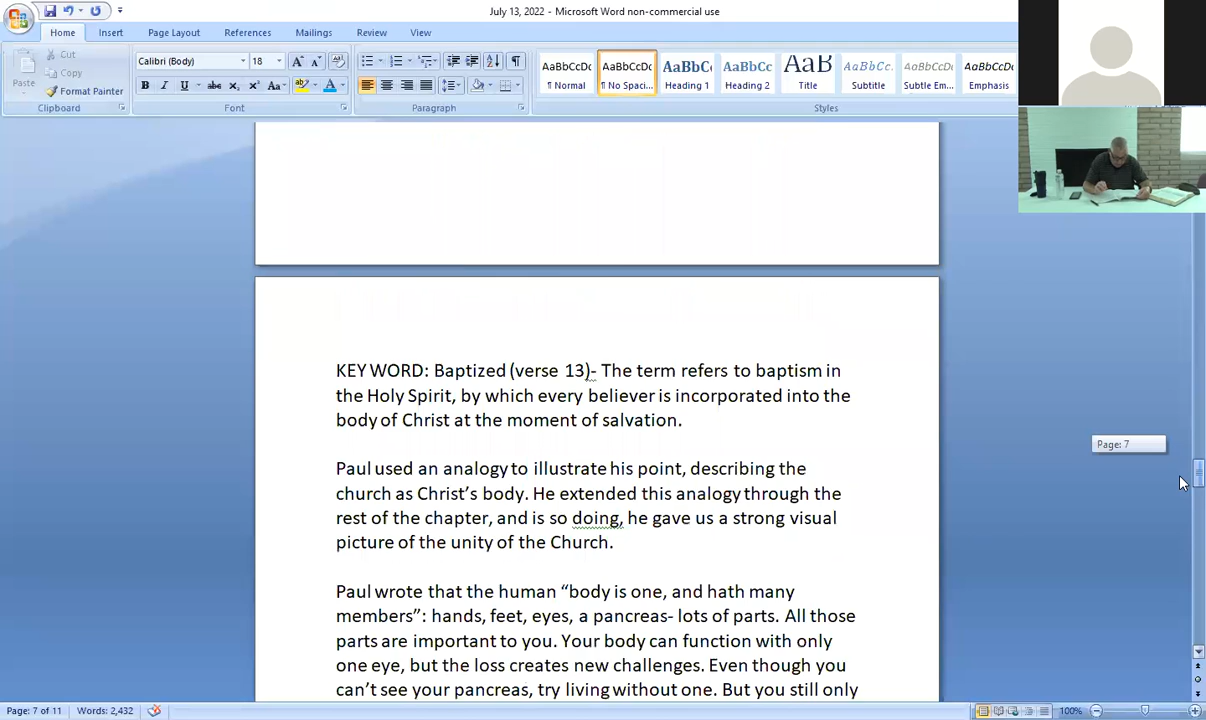 July 13, 2022 - Microsoft Word non-commercial use
Home Insert Page Layout References Mailings Review View
Cut
Copy
Format Painter
Paste
Calibri (Body) 18
AaBbCcDc AaBbCcDc AaBbC AaBbCc AaB AaBbCc. AaBbCcDc AaBbCcDc
¶ Normal ¶ No Spaci... Heading 1 Heading 2 Title Subtitle Subtle Em... Emphasis
Clipboard Font Paragraph Styles
KEY WORD: Baptized (verse 13)- The term refers to baptism in
the Holy Spirit, by which every believer is incorporated into the
body of Christ at the moment of salvation.
Paul used an analogy to illustrate his point, describing the
church as Christ’s body. He extended this analogy through the
rest of the chapter, and is so doing, he gave us a strong visual
picture of the unity of the Church.
Paul wrote that the human “body is one, and hath many
members”: hands, feet, eyes, a pancreas- lots of parts. All those
parts are important to you. Your body can function with only
one eye, but the loss creates new challenges. Even though you
can’t see your pancreas, try living without one. But you still only
Page: 7
Page: 7 of 11 Words: 2,432 100%